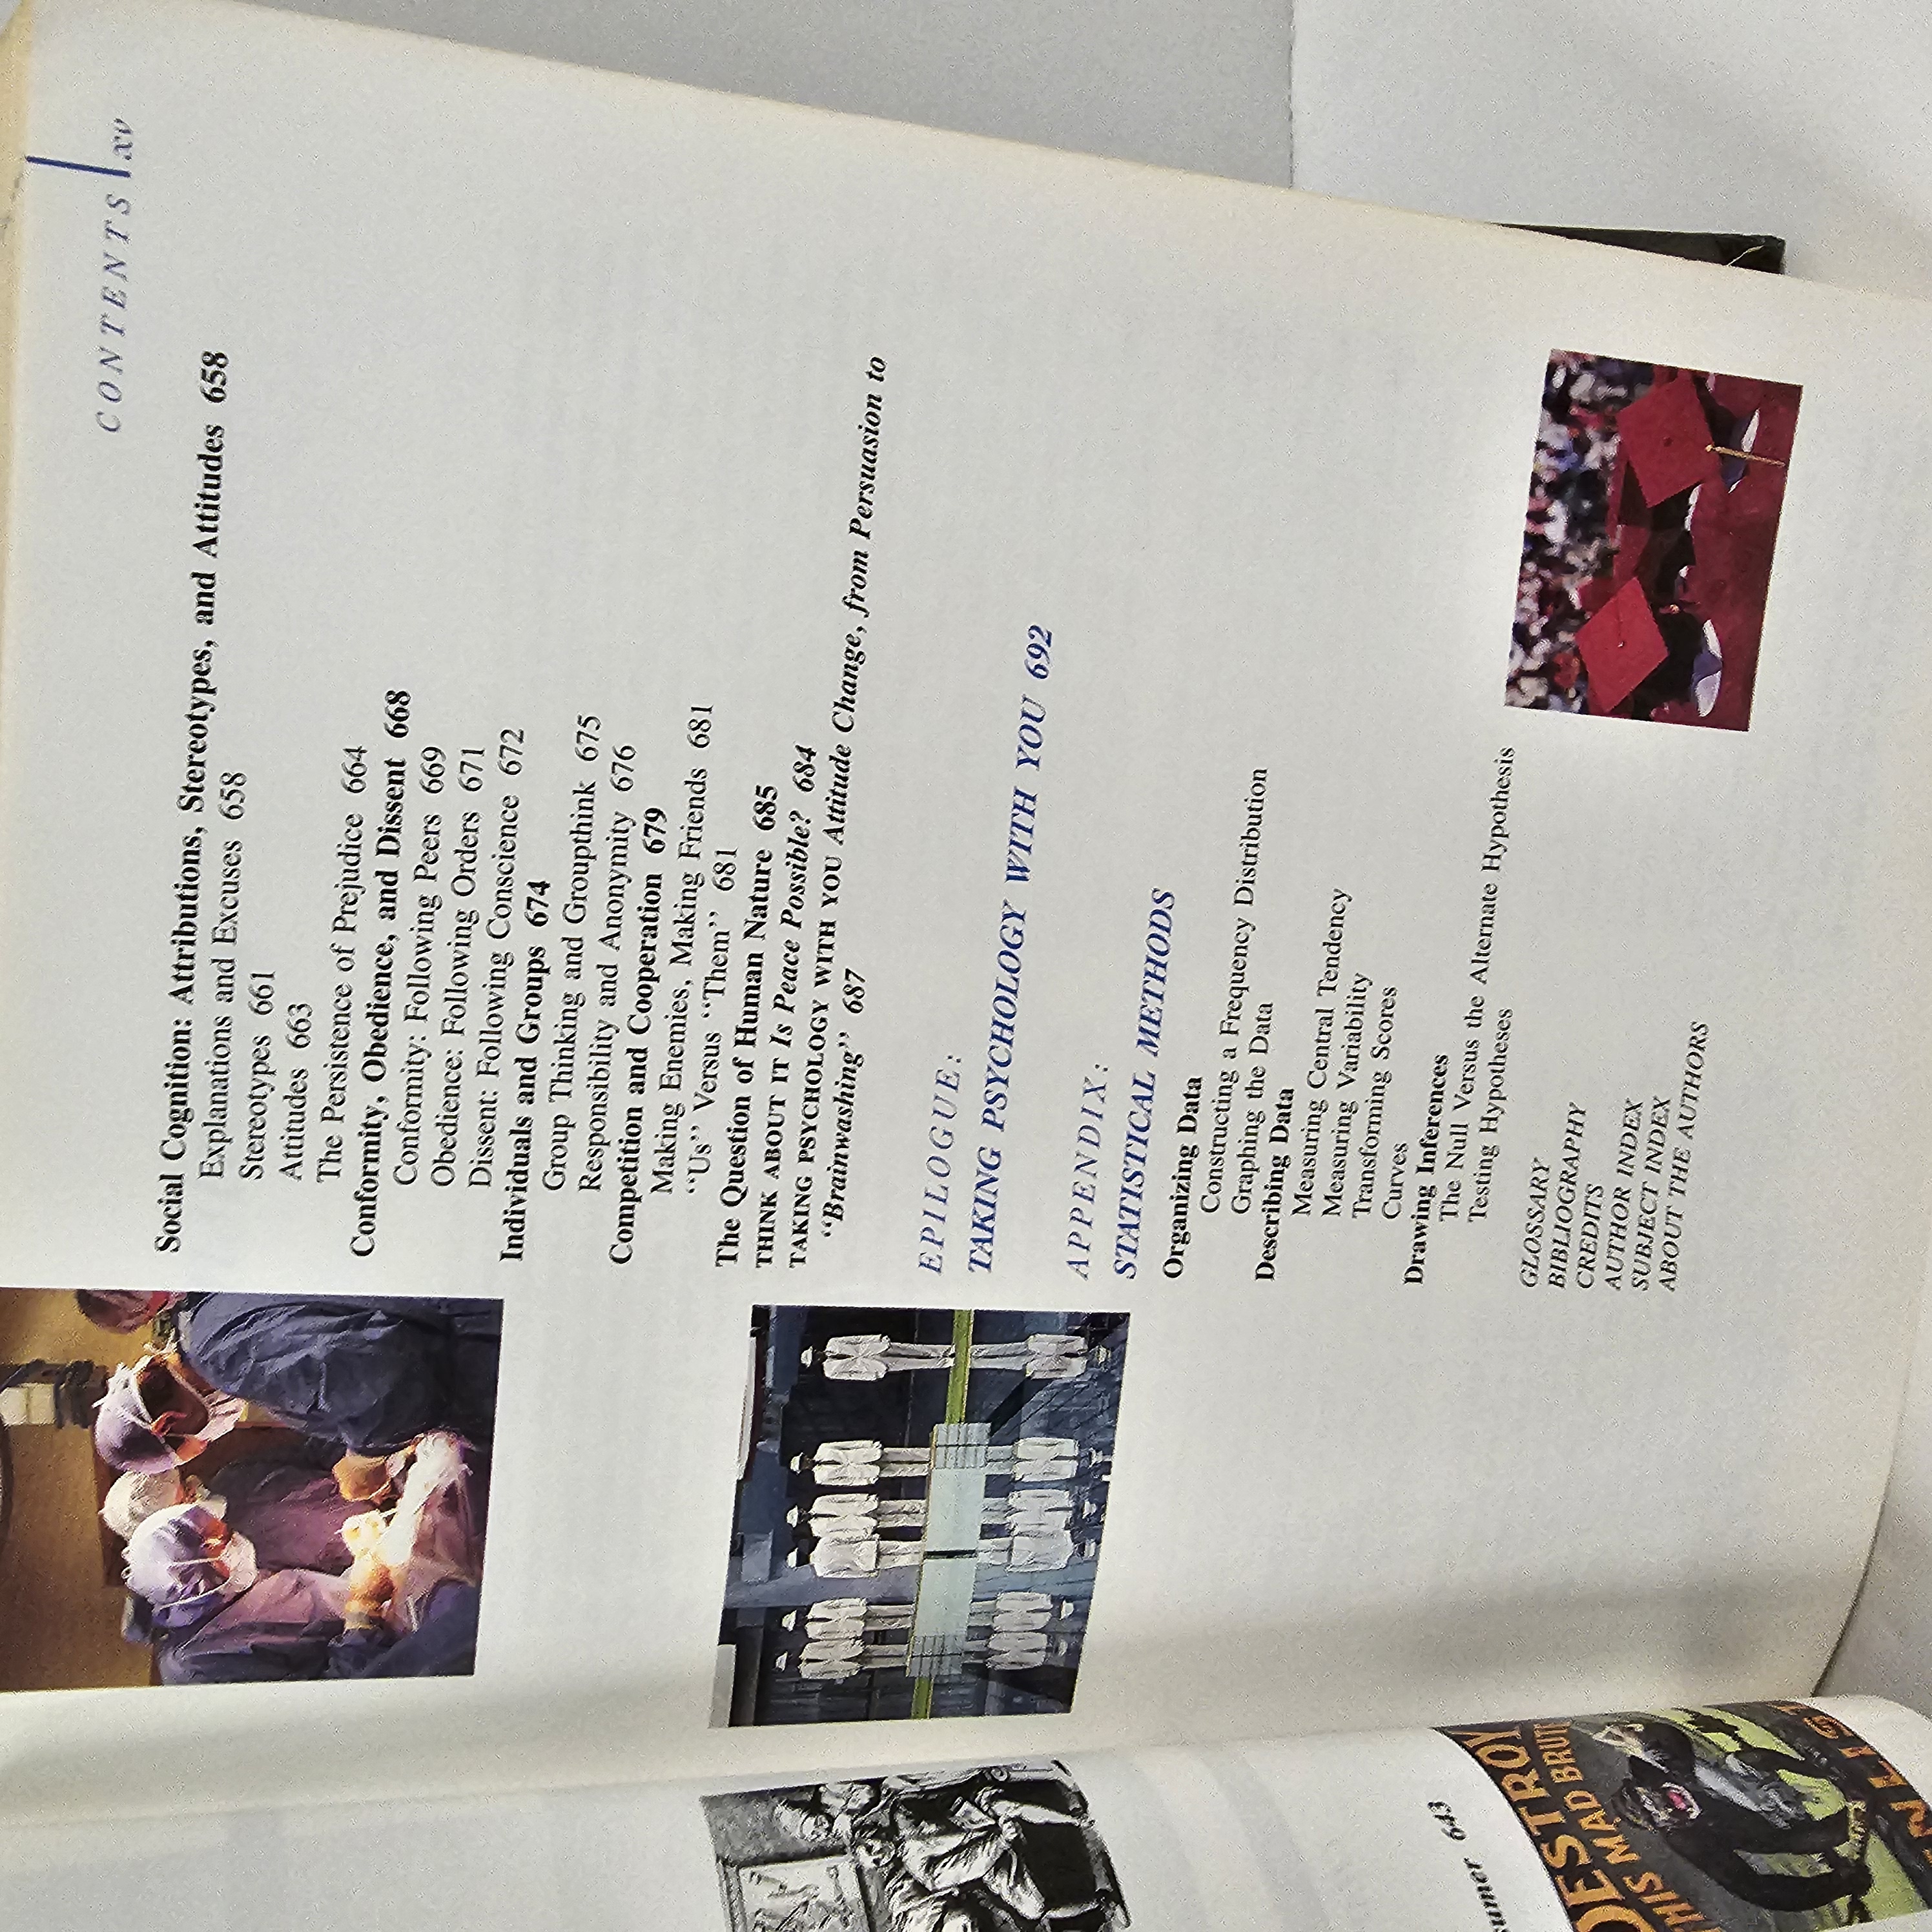 sumer 643
DESTROY
THIS MAD BRUTE
ENLIST
CONTENTS xv
Social Cognition: Attributions, Stereotypes, and Attitudes 658
Explanations and Excuses 658
Stereotypes 661
Attitudes 663
The Persistence of Prejudice 664
Conformity, Obedience, and Dissent 668
Conformity: Following Peers 669
Obedience: Following Orders 671
Dissent: Following Conscience 672
Individuals and Groups 674
Group Thinking and Groupthink 675
Responsibility and Anonymity 676
Competition and Cooperation 679
Making Enemies, Making Friends 681
‘‘Us’’ Versus ‘‘Them’’ 681
The Question of Human Nature 685
THINK ABOUT IT Is Peace Possible? 684
TAKING PSYCHOLOGY WITH YOU Attitude Change, from Persuasion to
‘‘Brainwashing’’ 687
EPILOGUE:
TAKING PSYCHOLOGY WITH YOU 692
APPENDIX:
STATISTICAL METHODS
Organizing Data
Constructing a Frequency Distribution
Graphing the Data
Describing Data
Measuring Central Tendency
Measuring Variability
Transforming Scores
Curves
Drawing Inferences
The Null Versus the Alternate Hypothesis
Testing Hypotheses
GLOSSARY
BIBLIOGRAPHY
CREDITS
AUTHOR INDEX
SUBJECT INDEX
ABOUT THE AUTHORS